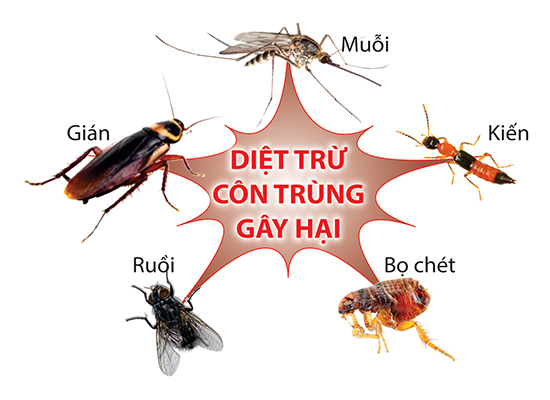 Muỗi
Gián
Kiến
DIỆT TRỪ
CÔN TRÙNG
GÂY HẠI
Ruồi
Bọ chét